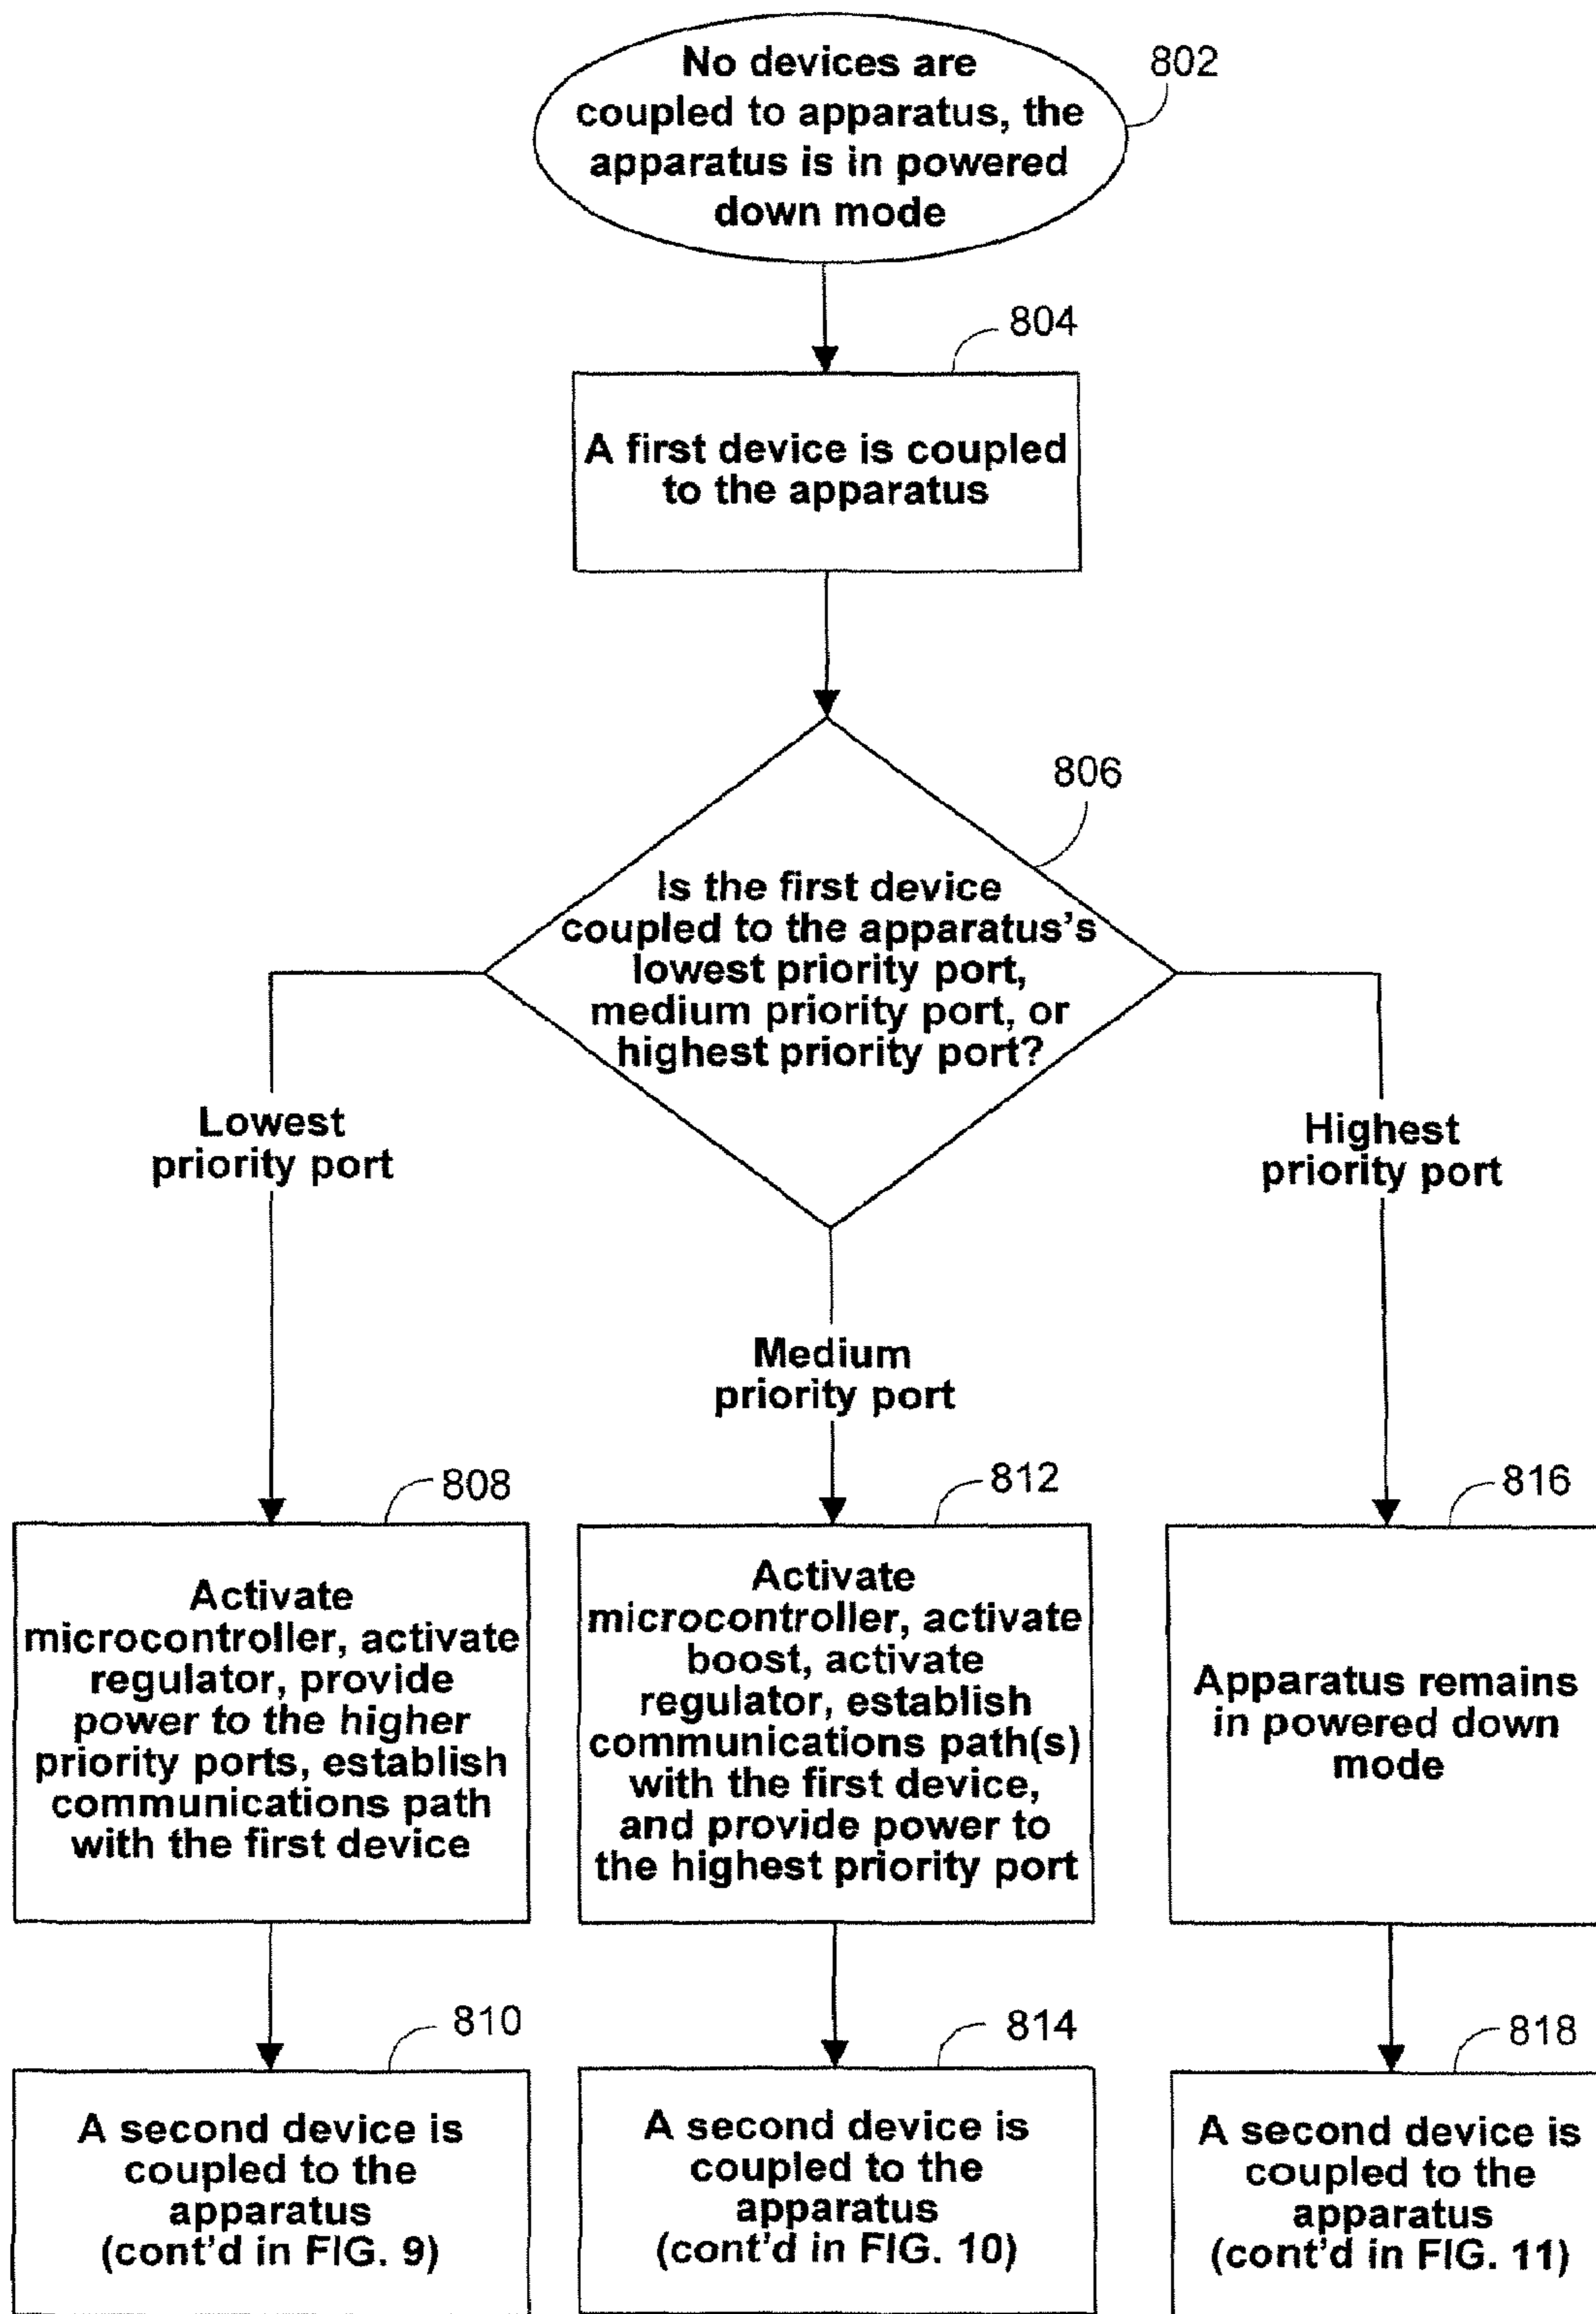 No devices are
coupled to apparatus, the
apparatus is in powered
down mode
802
804
A first device is coupled
to the apparatus
806
Is the first device
coupled to the apparatus's
lowest priority port,
medium priority port, or
highest priority port?
Lowest
priority port
Medium
priority port
Highest
priority port
808
Activate
microcontroller, activate
regulator, provide
power to the higher
priority ports, establish
communications path
with the first device
812
Activate
microcontroller, activate
boost, activate
regulator, establish
communications path(s)
with the first device,
and provide power to
the highest priority port
816
Apparatus remains
in powered down
mode
810
A second device is
coupled to the
apparatus
(cont'd in FIG. 9)
814
A second device is
coupled to the
apparatus
(cont'd in FIG. 10)
818
A second device is
coupled to the
apparatus
(cont'd in FIG. 11)